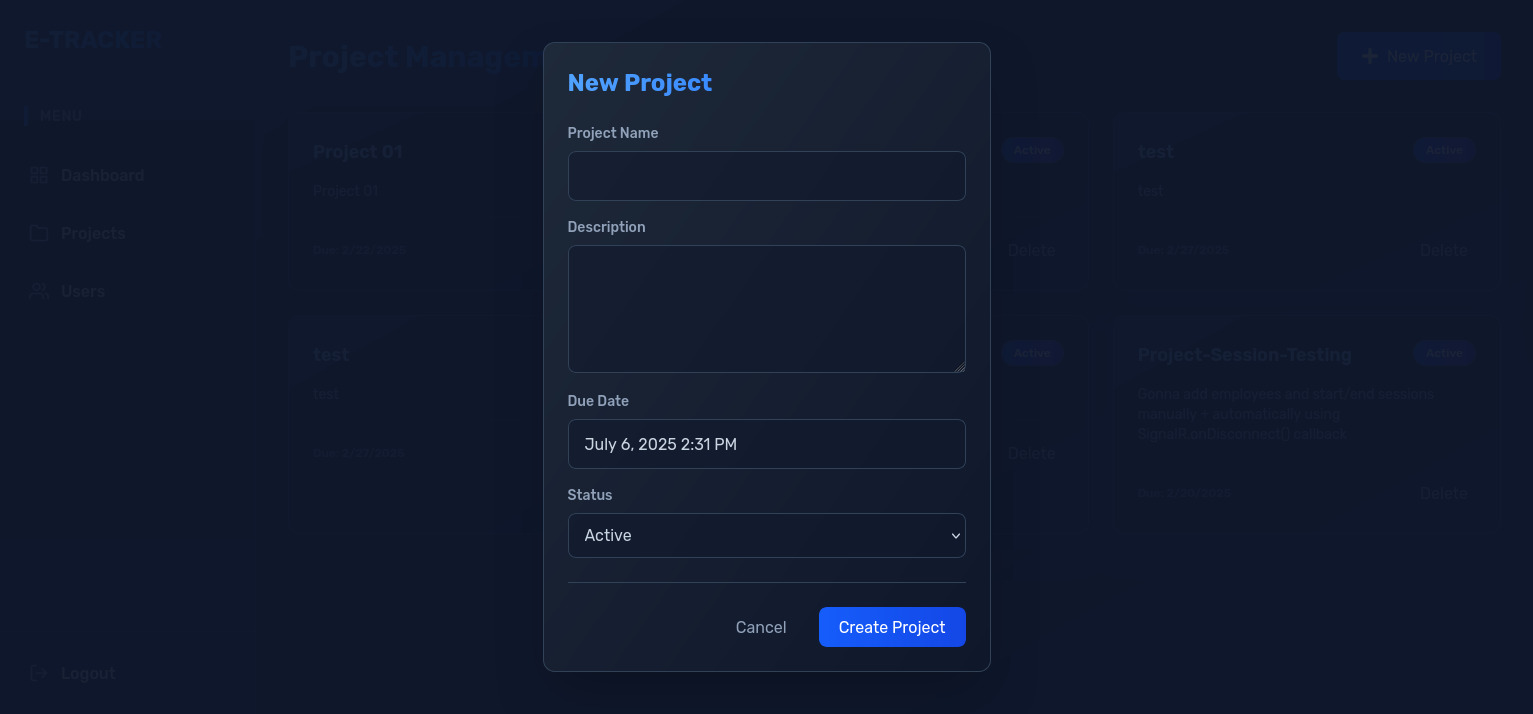 E-TRACKER
MENU
Dashboard
Projects
Users
Logout
Project Managem
New Project
Project 01
Project 01
Due: 2/22/2025
Active
Delete
test
Active
test
Due: 2/27/2025
Delete
test
test
Due: 2/27/2025
Active
Delete
Project-Session-Testing
Active
Gonna add employees and start/end sessions
manually - automatically using
SignalR.onDisconnect() callback
Due: 2/28/2025
Delete
New Project
Project Name
Description
Due Date
July 6, 2025 2:31 PM
Status
Active
Cancel
Create Project